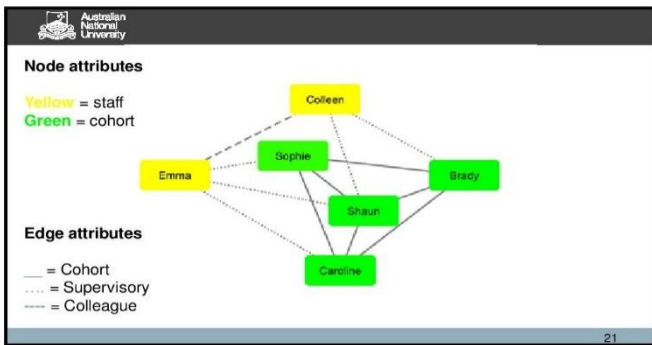 Australian
National
University
Node attributes
Yellow = staff
Green = cohort
Colleen
Sophie
Emma
Brady
Shaun
Caroline
Edge attributes
__ = Cohort
.... = Supervisory
---- = Colleague
21